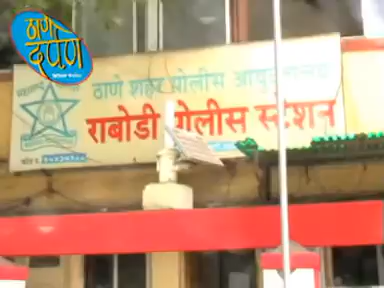 ठाणे
दर्पण
ठाणे शहर पोलीस आयुक्तालय
राबोडी पोलीस स्टेशन